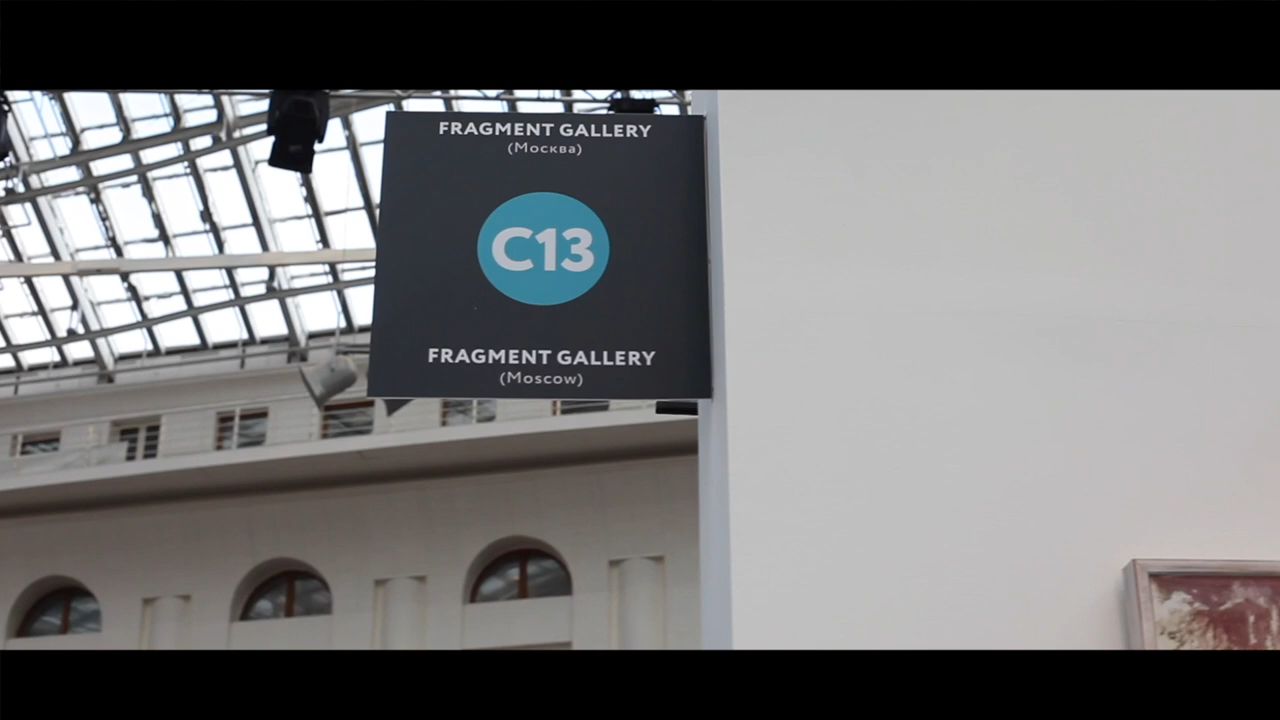 FRAGMENT GALLERY
(Москва)
C13
FRAGMENT GALLERY
(Moscow)